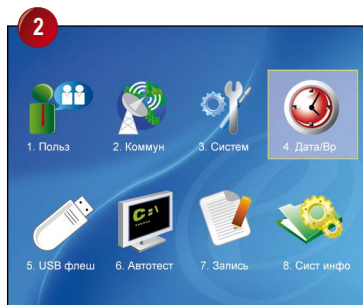 2
1. Польз
2. Коммун
3. Систем
4. Дата/Вр
5. USB флеш
6. Автотест
7. Запись
8. Сист инфо
C:\